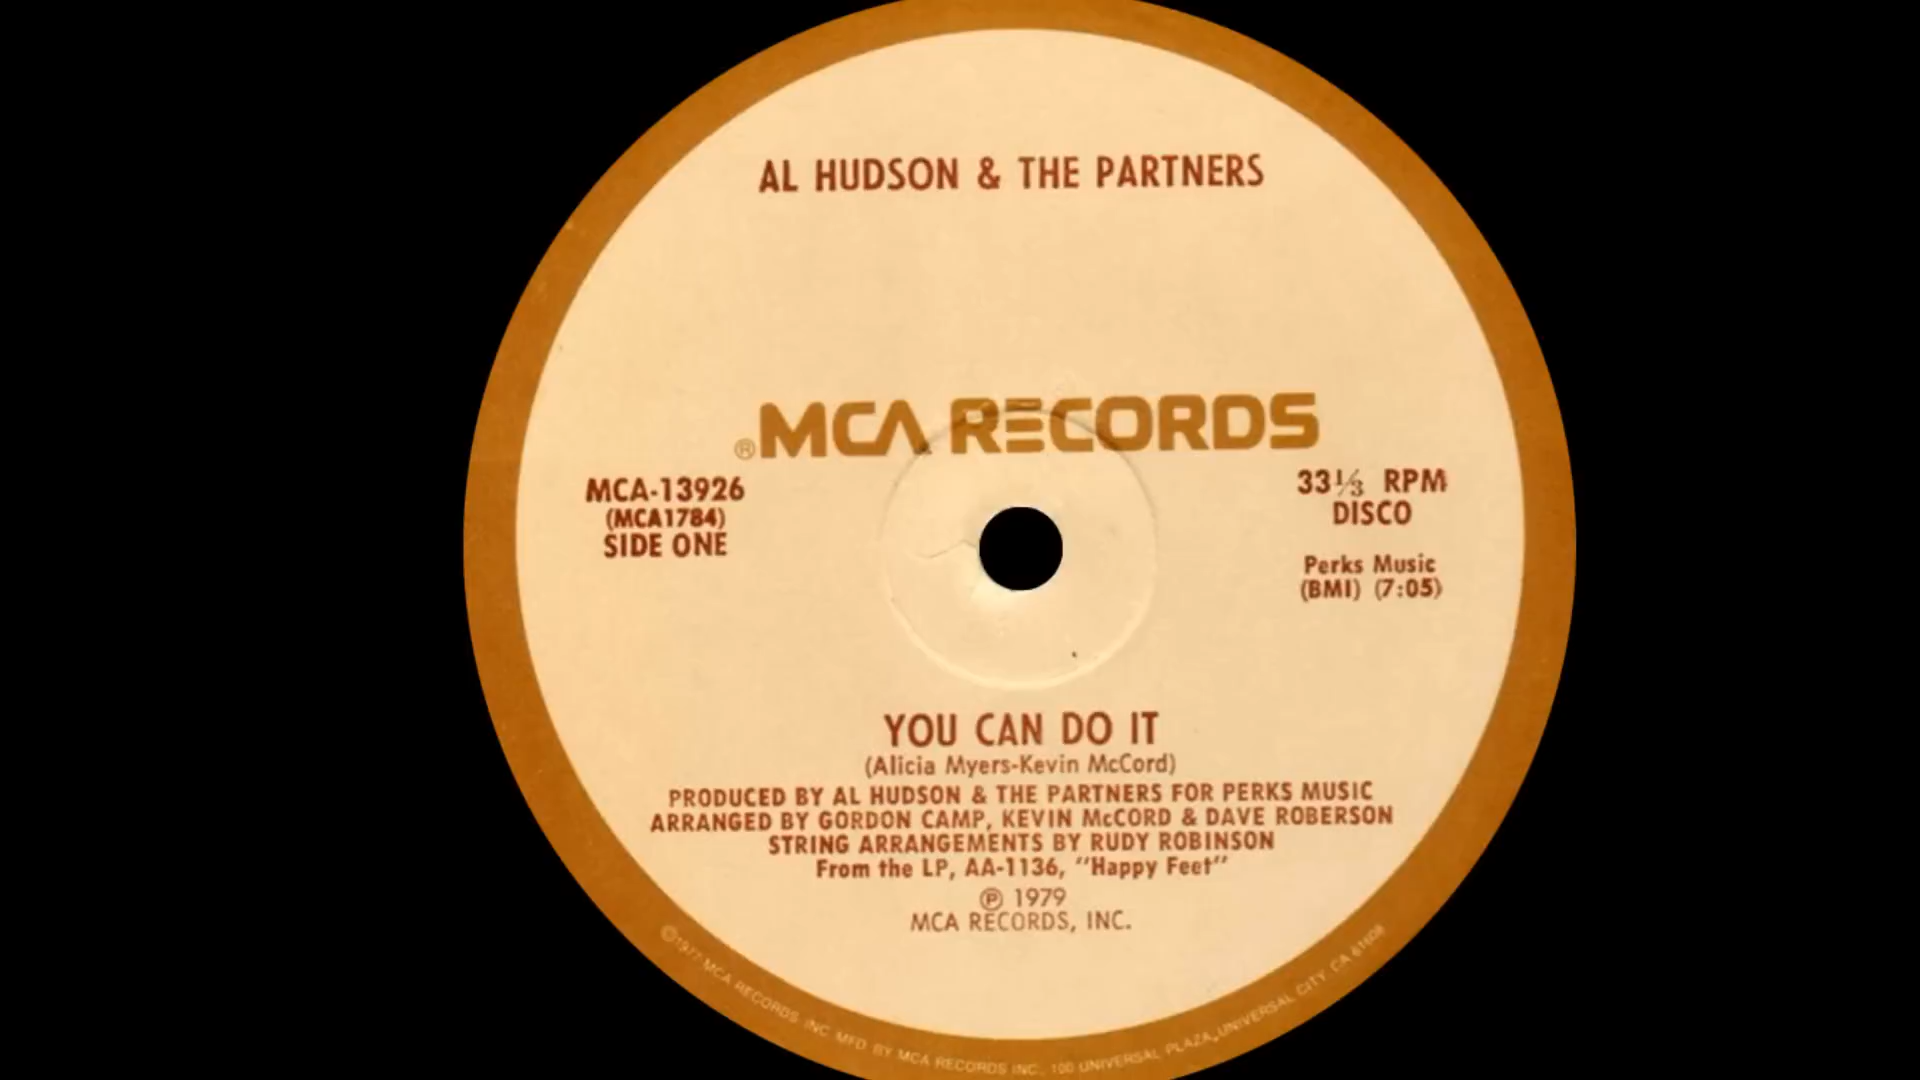 AL HUDSON & THE PARTNERS
®MCA RECORDS
MCA-13926
(MCA1784)
SIDE ONE
33⅓ RPM
DISCO
Perks Music
(BMI) (7:05)
YOU CAN DO IT
(Alicia Myers-Kevin McCord)
PRODUCED BY AL HUDSON & THE PARTNERS FOR PERKS MUSIC
ARRANGED BY GORDON CAMP, KEVIN McCORD & DAVE ROBERSON
STRING ARRANGEMENTS BY RUDY ROBINSON
From the LP, AA-1136, "Happy Feet"
℗ 1979
MCA RECORDS, INC.
©1977 MCA RECORDS, INC. MFD. BY MCA RECORDS INC., 100 UNIVERSAL PLAZA, UNIVERSAL CITY, CA 61608